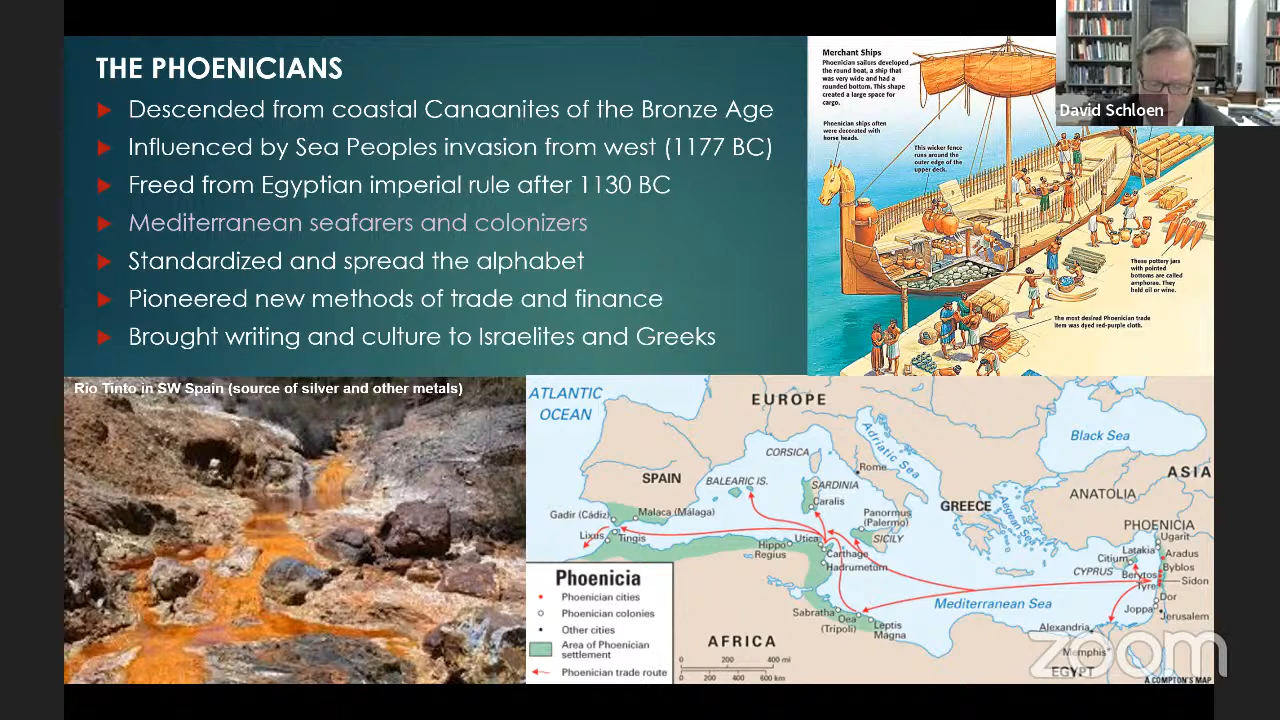 THE PHOENICIANS
Descended from coastal Canaanites of the Bronze Age
Influenced by Sea Peoples invasion from west (1177 BC)
Freed from Egyptian imperial rule after 1130 BC
Mediterranean seafarers and colonizers
Standardized and spread the alphabet
Pioneered new methods of trade and finance
Brought writing and culture to Israelites and Greeks
Merchant Ships
Phoenician sailors developed
the round boat, a ship that
was very wide and had a
rounded bottom. This shape
created a large space for
cargo.
Phoenician ships often
were decorated with
horse heads.
This wicker fence
runs around the
outer edge of the
upper deck.
These pottery jars
with pointed
bottoms are called
amphorae. They
held oil or wine.
The most desired Phoenician trade
item was dyed red-purple cloth.
David Schloen
Rio Tinto in SW Spain (source of silver and other metals)
ATLANTIC
OCEAN
EUROPE
Black Sea
ASIA
CORSICA
Adriatic Sea
Rome
SPAIN
BALEARIC IS.
SARDINIA
Caralis
ANATOLIA
GREECE
Aegean Sea
Gadir (Cádiz)
Malaca (Málaga)
Panormus
(Palermo)
SICILY
PHOENICIA
Ugarit
Lixus
Tingis
Hippo
Regius
Utica
Carthage
Hadrumetum
Latakia
Citium
Aradus
Byblos
CYPRUS
Berytos
Sidon
Tyre
Dor
Joppa
Jerusalem
Mediterranean Sea
Sabratha
Oea
(Tripoli)
Leptis
Magna
Alexandria
Memphis
EGYPT
AFRICA
Phoenicia
Phoenician cities
Phoenician colonies
Other cities
Area of Phoenician
settlement
Phoenician trade route
0 200 400 mi
0 200 400 600 km
A COMPTON'S MAP
zoom